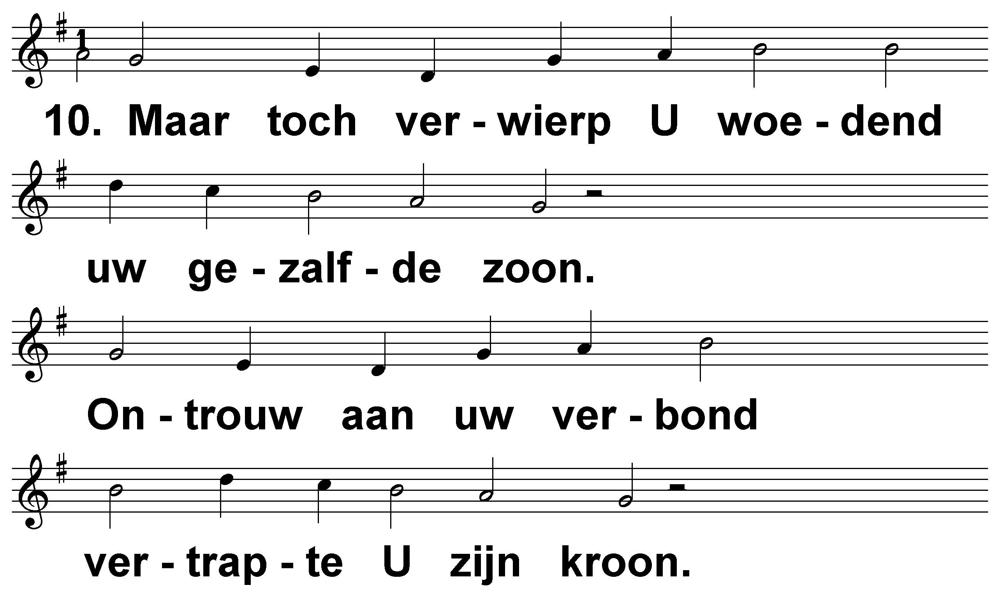 1
10. Maar toch ver - wierp U woe - dend
uw ge - zalf - de zoon.
On - trouw aan uw ver - bond
ver - trap - te U zijn kroon.